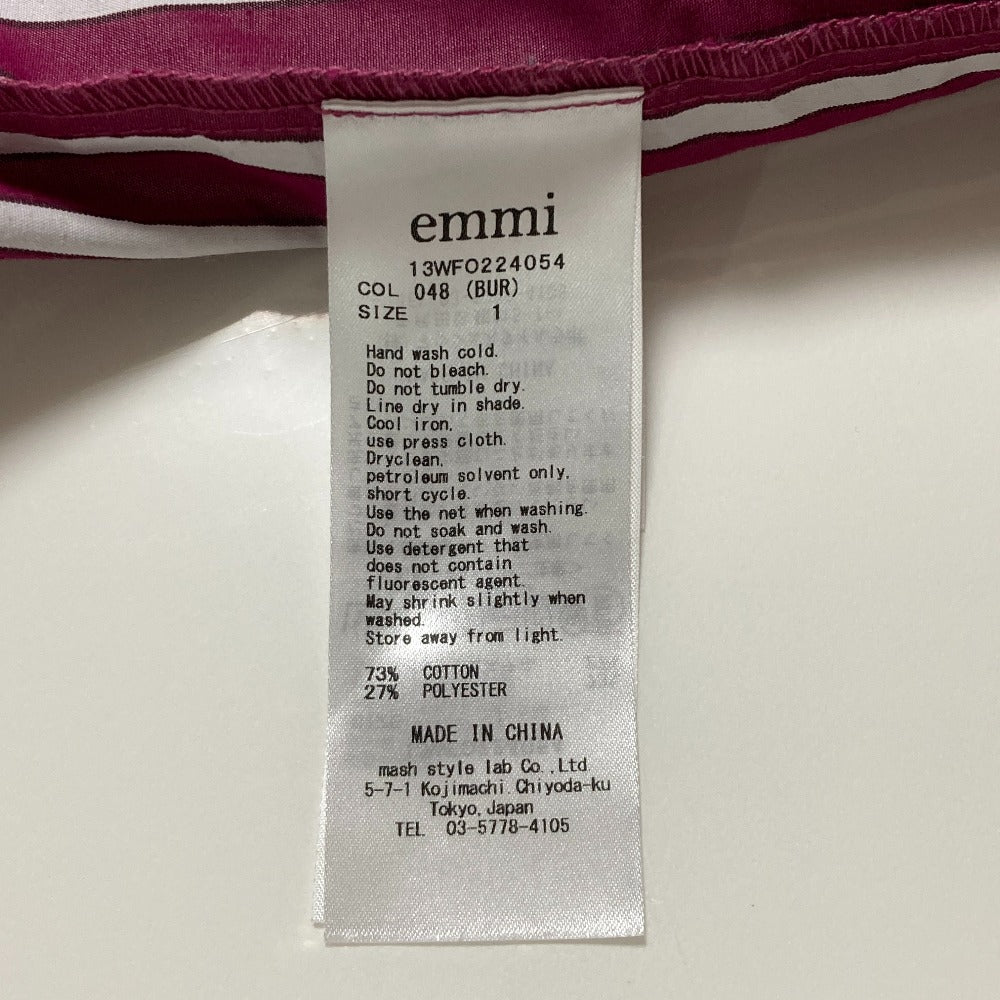 emmi
13WFO224054
COL 048 (BUR)
SIZE 1
Hand wash cold.
Do not bleach.
Do not tumble dry.
Line dry in shade.
Cool iron,
use press cloth.
Dryclean,
petroleum solvent only,
short cycle.
Use the net when washing.
Do not soak and wash.
Use detergent that
does not contain
fluorescent agent.
May shrink slightly when
washed.
Store away from light.
73% COTTON
27% POLYESTER
MADE IN CHINA
mash style lab Co.,Ltd
5-7-1 Kojimachi Chiyoda-ku
Tokyo,Japan
TEL 03-5778-4105